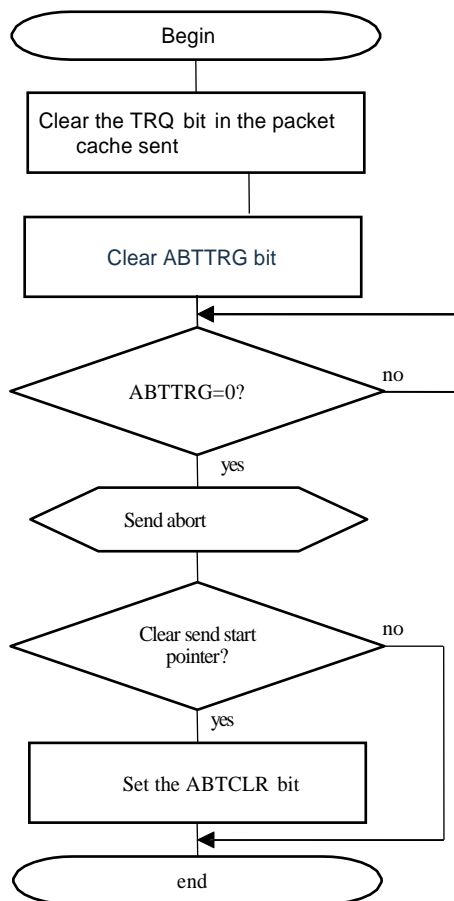 Begin
Clear the TRQ bit in the packet
cache sent
Clear ABTTRG bit
ABTTRG=0?
no
yes
Send abort
Clear send start
pointer?
no
yes
Set the ABTCLR bit
end